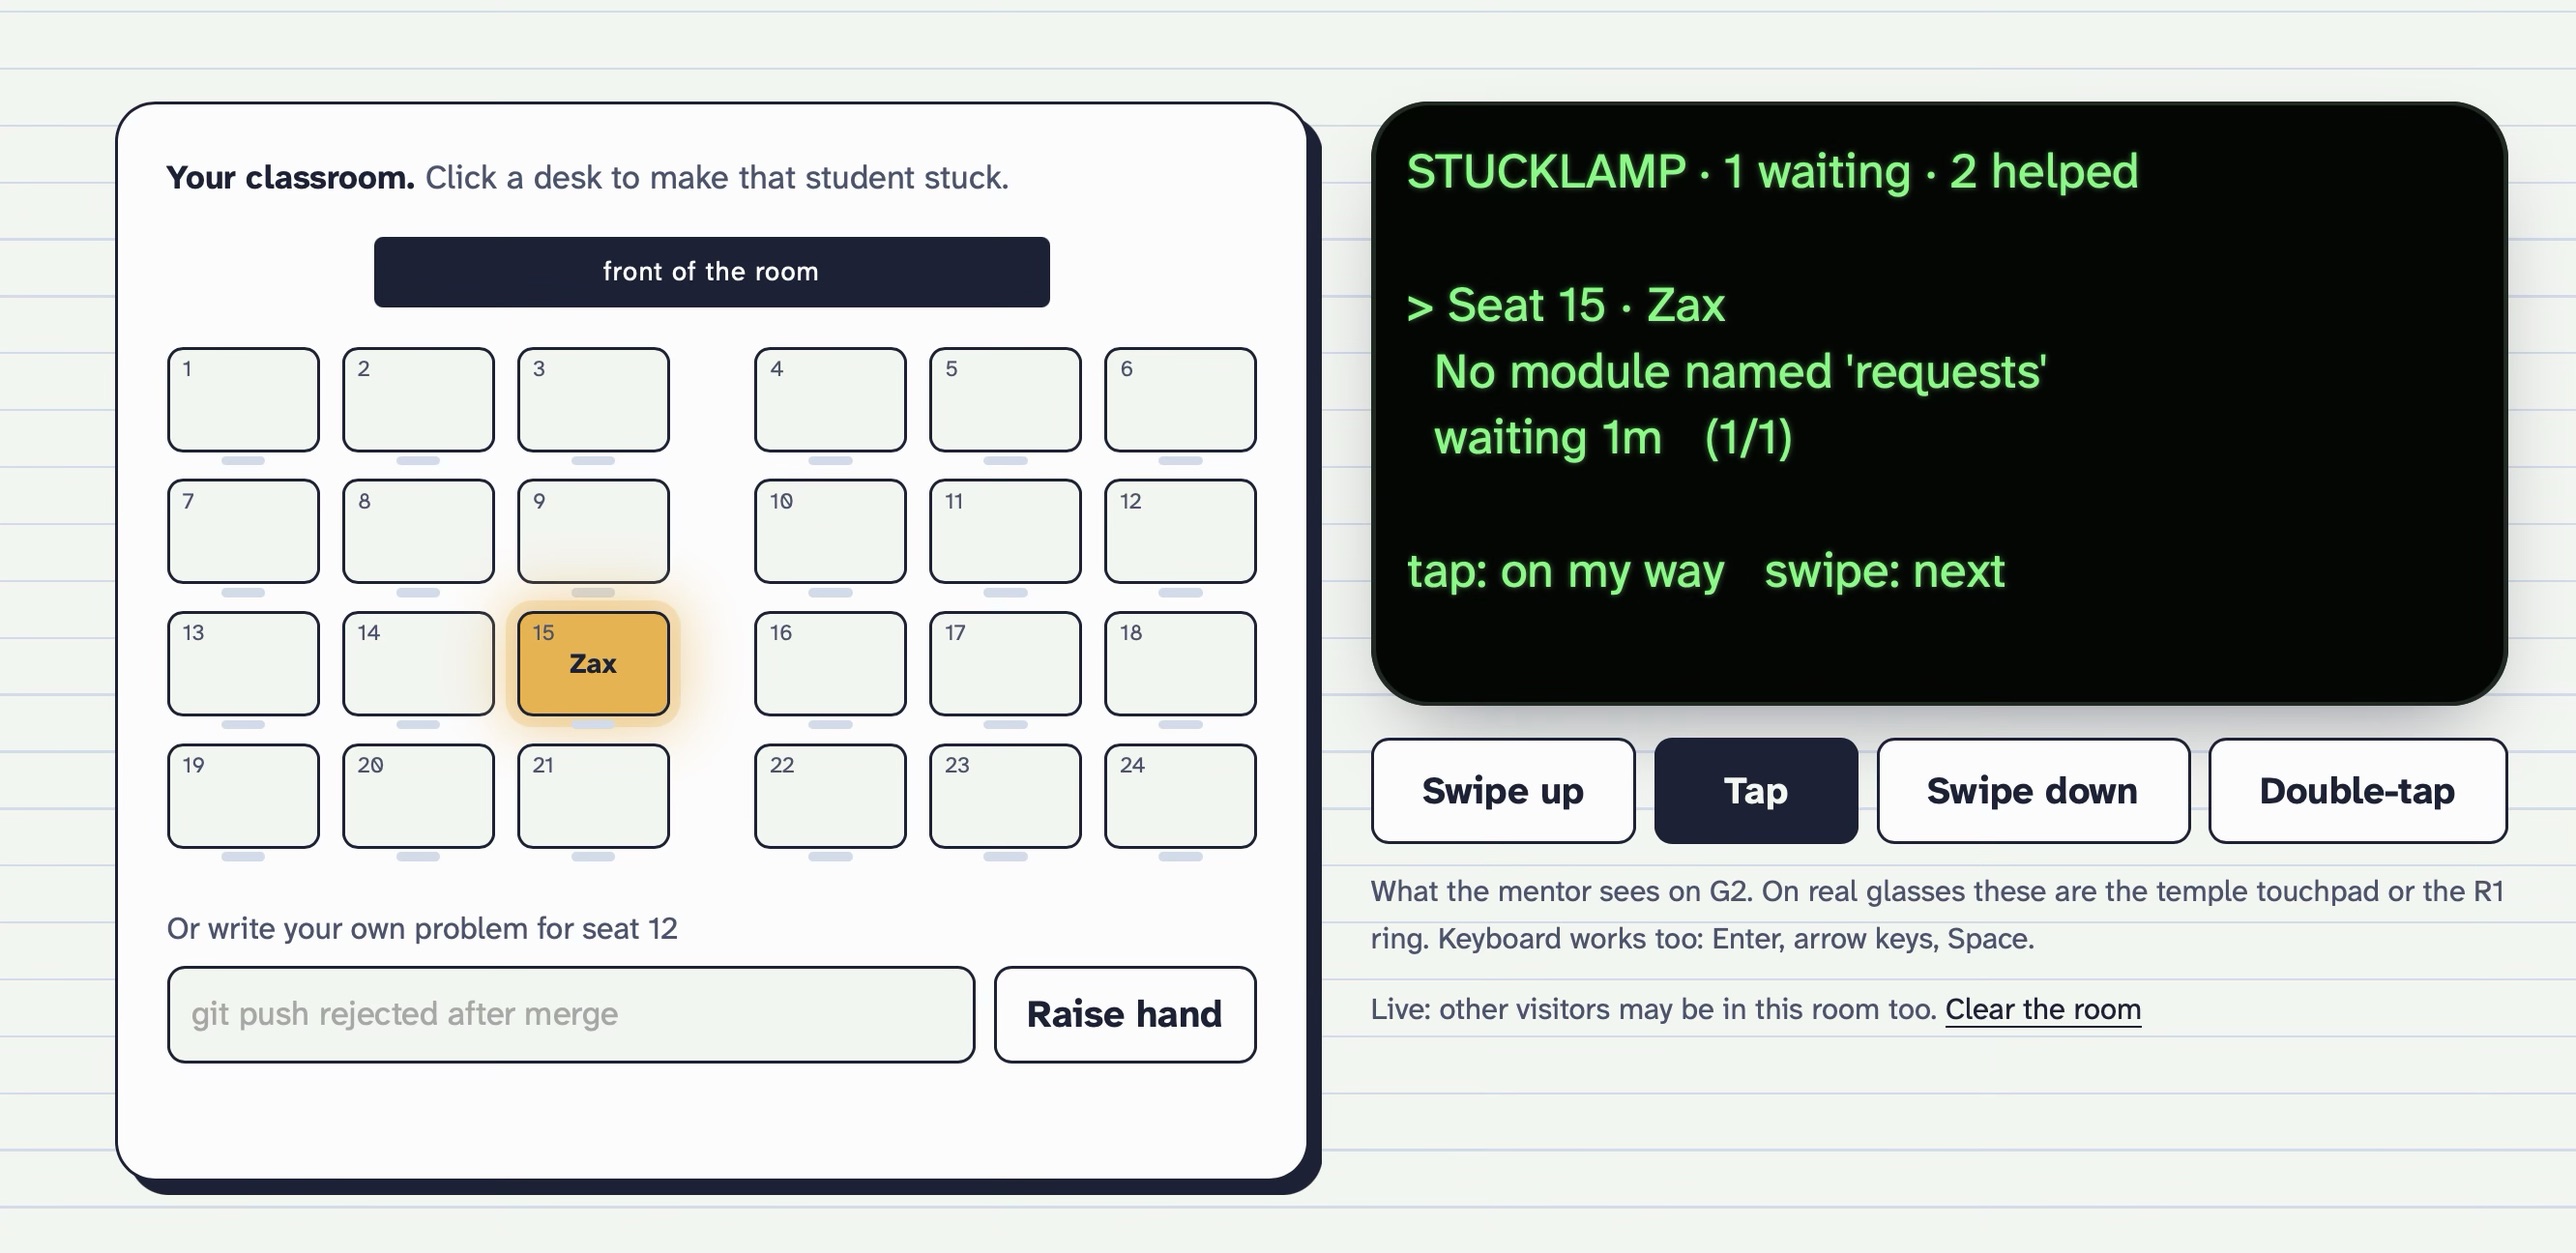 Your classroom. Click a desk to make that student stuck.
front of the room
1
2
3
4
5
6
7
8
9
10
11
12
13
14
15
Zax
16
17
18
19
20
21
22
23
24
Or write your own problem for seat 12
git push rejected after merge
Raise hand
STUCKLAMP · 1 waiting · 2 helped
> Seat 15 · Zax
No module named 'requests'
waiting 1m (1/1)
tap: on my way swipe: next
Swipe up
Tap
Swipe down
Double-tap
What the mentor sees on G2. On real glasses these are the temple touchpad or the R1
ring. Keyboard works too: Enter, arrow keys, Space.
Live: other visitors may be in this room too. Clear the room